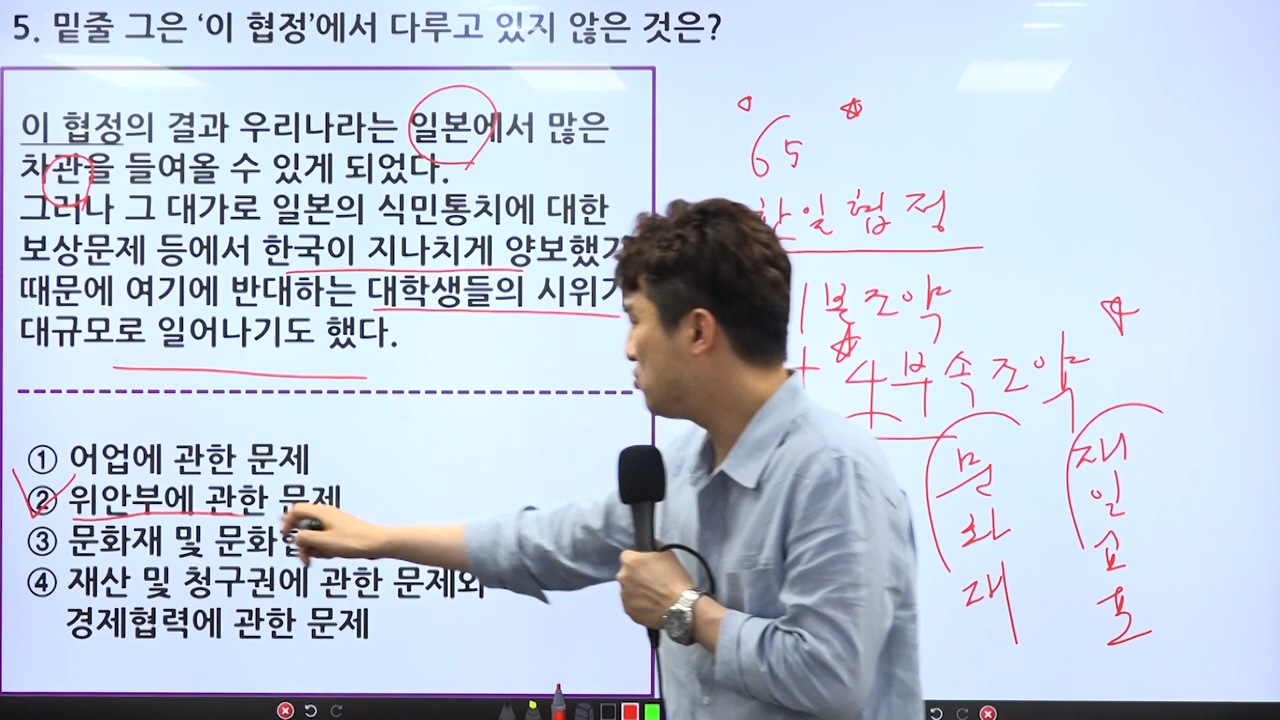 5. 밑줄 그은 ‘이 협정’에서 다루고 있지 않은 것은?
이 협정의 결과 우리나라는 일본에서 많은
차관을 들여올 수 있게 되었다.
그러나 그 대가로 일본의 식민통치에 대한
보상문제 등에서 한국이 지나치게 양보했기
때문에 여기에 반대하는 대학생들의 시위가
대규모로 일어나기도 했다.
① 어업에 관한 문제
② 위안부에 관한 문제
③ 문화재 및 문화협
④ 재산 및 청구권에 관한 문제와
경제협력에 관한 문제
65
한일협정
1본조약
+ 4부속조약
문화재
재일교포